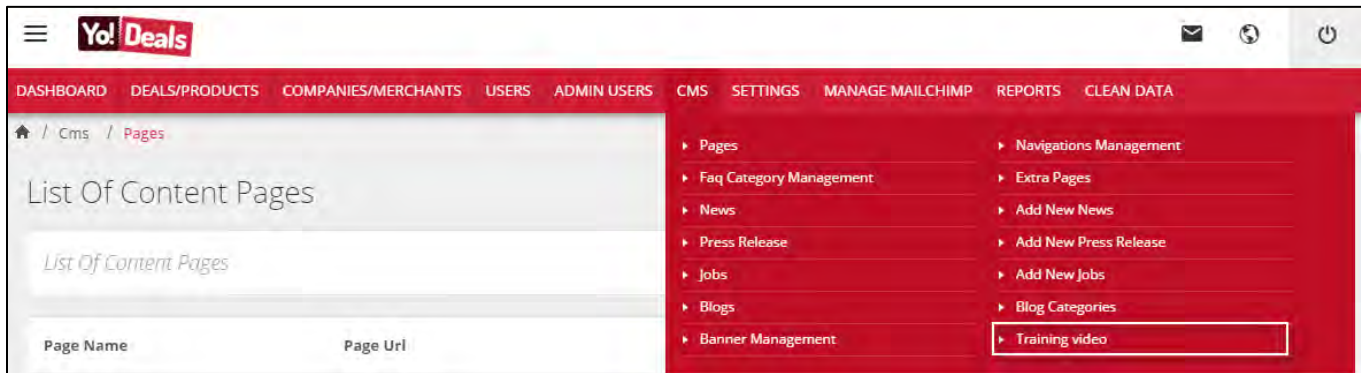 Yo! Deals
DASHBOARD DEALS/PRODUCTS COMPANIES/MERCHANTS USERS ADMIN USERS CMS SETTINGS MANAGE MAILCHIMP REPORTS CLEAN DATA
/ Cms / Pages
List Of Content Pages
List Of Content Pages
Page Name Page Url
Pages
Faq Category Management
News
Press Release
Jobs
Blogs
Banner Management
Navigations Management
Extra Pages
Add New News
Add New Press Release
Add New Jobs
Blog Categories
Training video